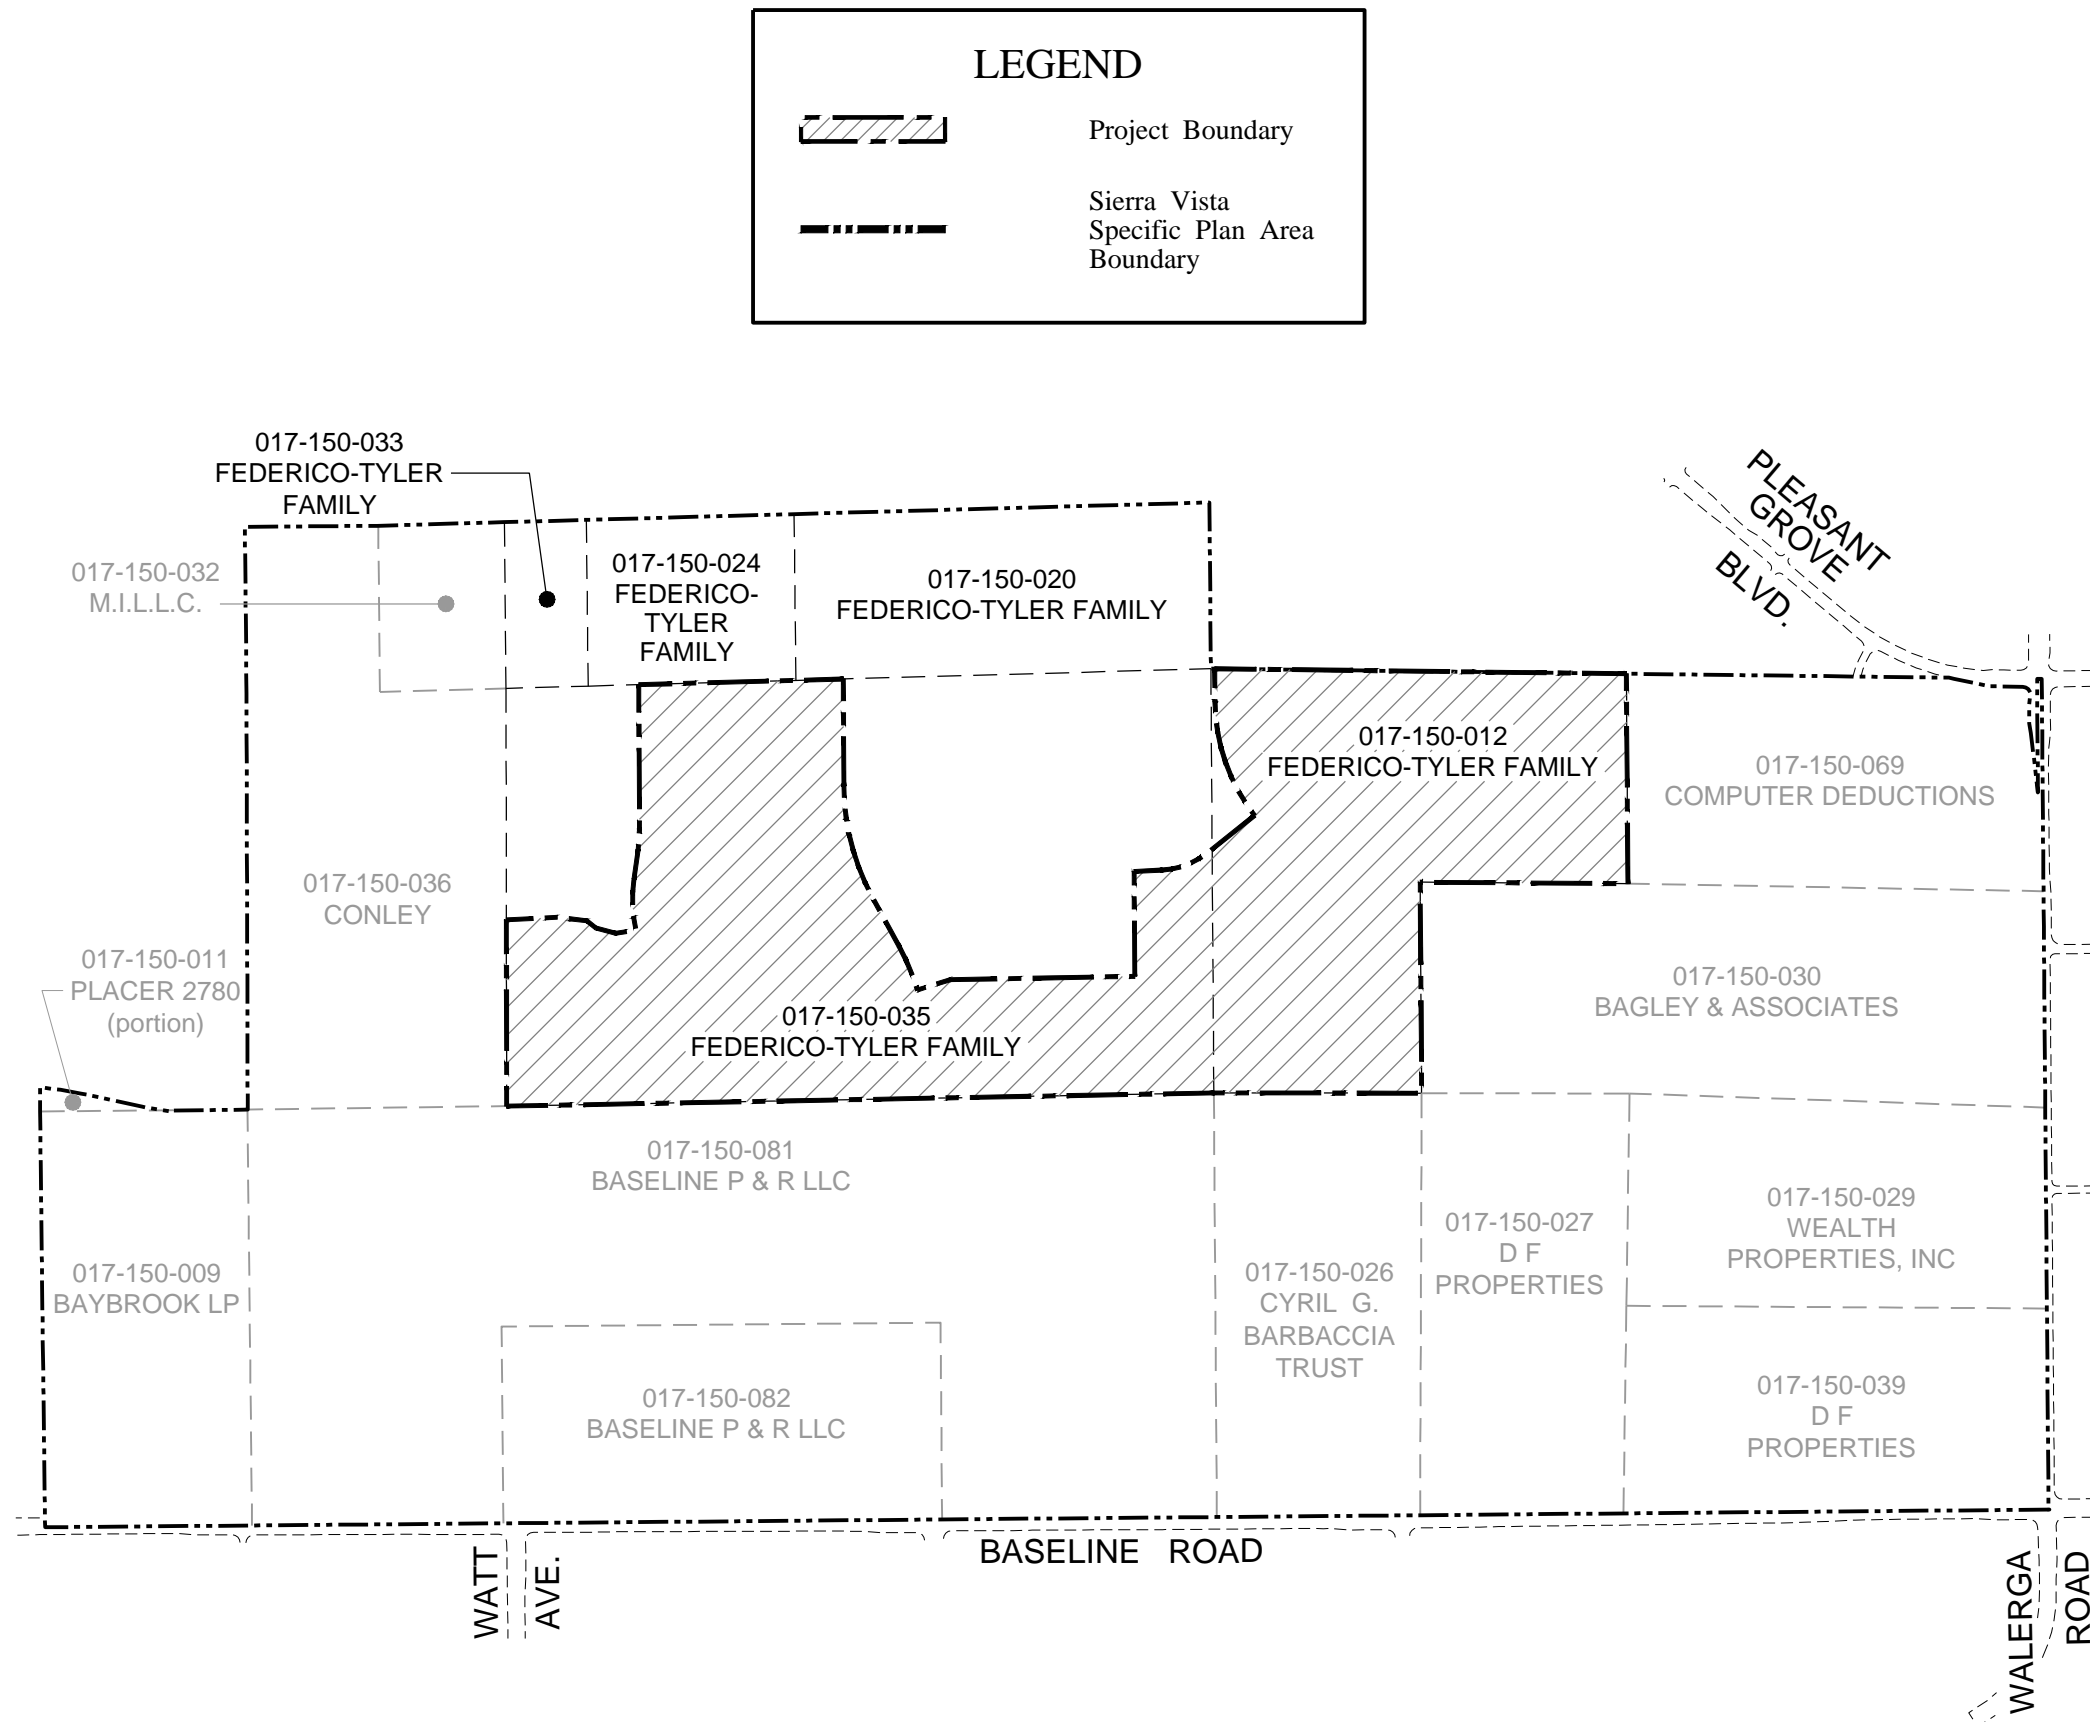 LEGEND
Project Boundary
Sierra Vista
Specific Plan Area
Boundary
017-150-033
FEDERICO-TYLER
FAMILY
017-150-032
M.I.L.L.C.
017-150-024
FEDERICO-
TYLER
FAMILY
017-150-020
FEDERICO-TYLER FAMILY
PLEASANT
GROVE
BLVD.
017-150-012
FEDERICO-TYLER FAMILY
017-150-069
COMPUTER DEDUCTIONS
017-150-036
CONLEY
017-150-011
PLACER 2780
(portion)
017-150-035
FEDERICO-TYLER FAMILY
017-150-030
BAGLEY & ASSOCIATES
017-150-081
BASELINE P & R LLC
017-150-009
BAYBROOK LP
017-150-026
CYRIL G.
BARBACCIA
TRUST
017-150-027
D F
PROPERTIES
017-150-029
WEALTH
PROPERTIES, INC
017-150-082
BASELINE P & R LLC
017-150-039
D F
PROPERTIES
WATT
AVE.
BASELINE ROAD
WALERGA
ROAD